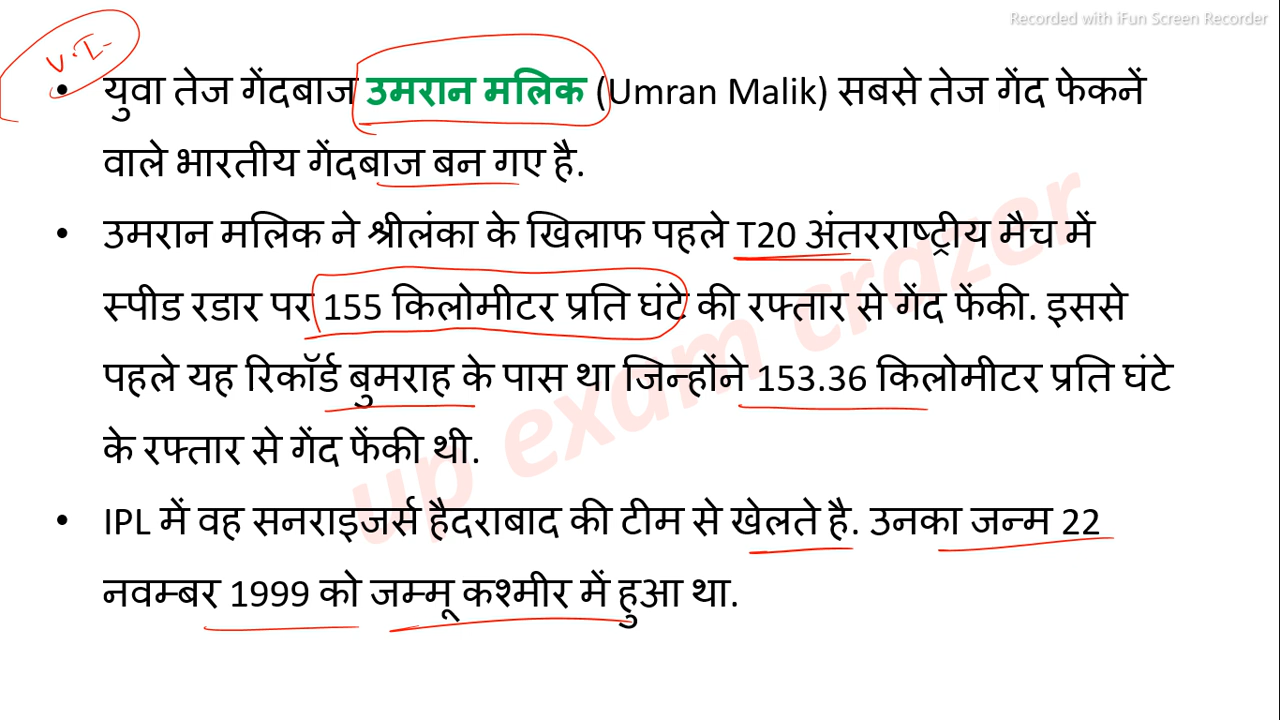 Recorded with iFun Screen Recorder
V.I-
• युवा तेज गेंदबाज उमरान मलिक (Umran Malik) सबसे तेज गेंद फेकनें
वाले भारतीय गेंदबाज बन गए है.
• उमरान मलिक ने श्रीलंका के खिलाफ पहले T20 अंतरराष्ट्रीय मैच में
स्पीड रडार पर 155 किलोमीटर प्रति घंटे की रफ्तार से गेंद फेंकी. इससे
पहले यह रिकॉर्ड बुमराह के पास था जिन्होंने 153.36 किलोमीटर प्रति घंटे
के रफ्तार से गेंद फेंकी थी.
• IPL में वह सनराइजर्स हैदराबाद की टीम से खेलते है. उनका जन्म 22
नवम्बर 1999 को जम्मू कश्मीर में हुआ था.
up exam crazer